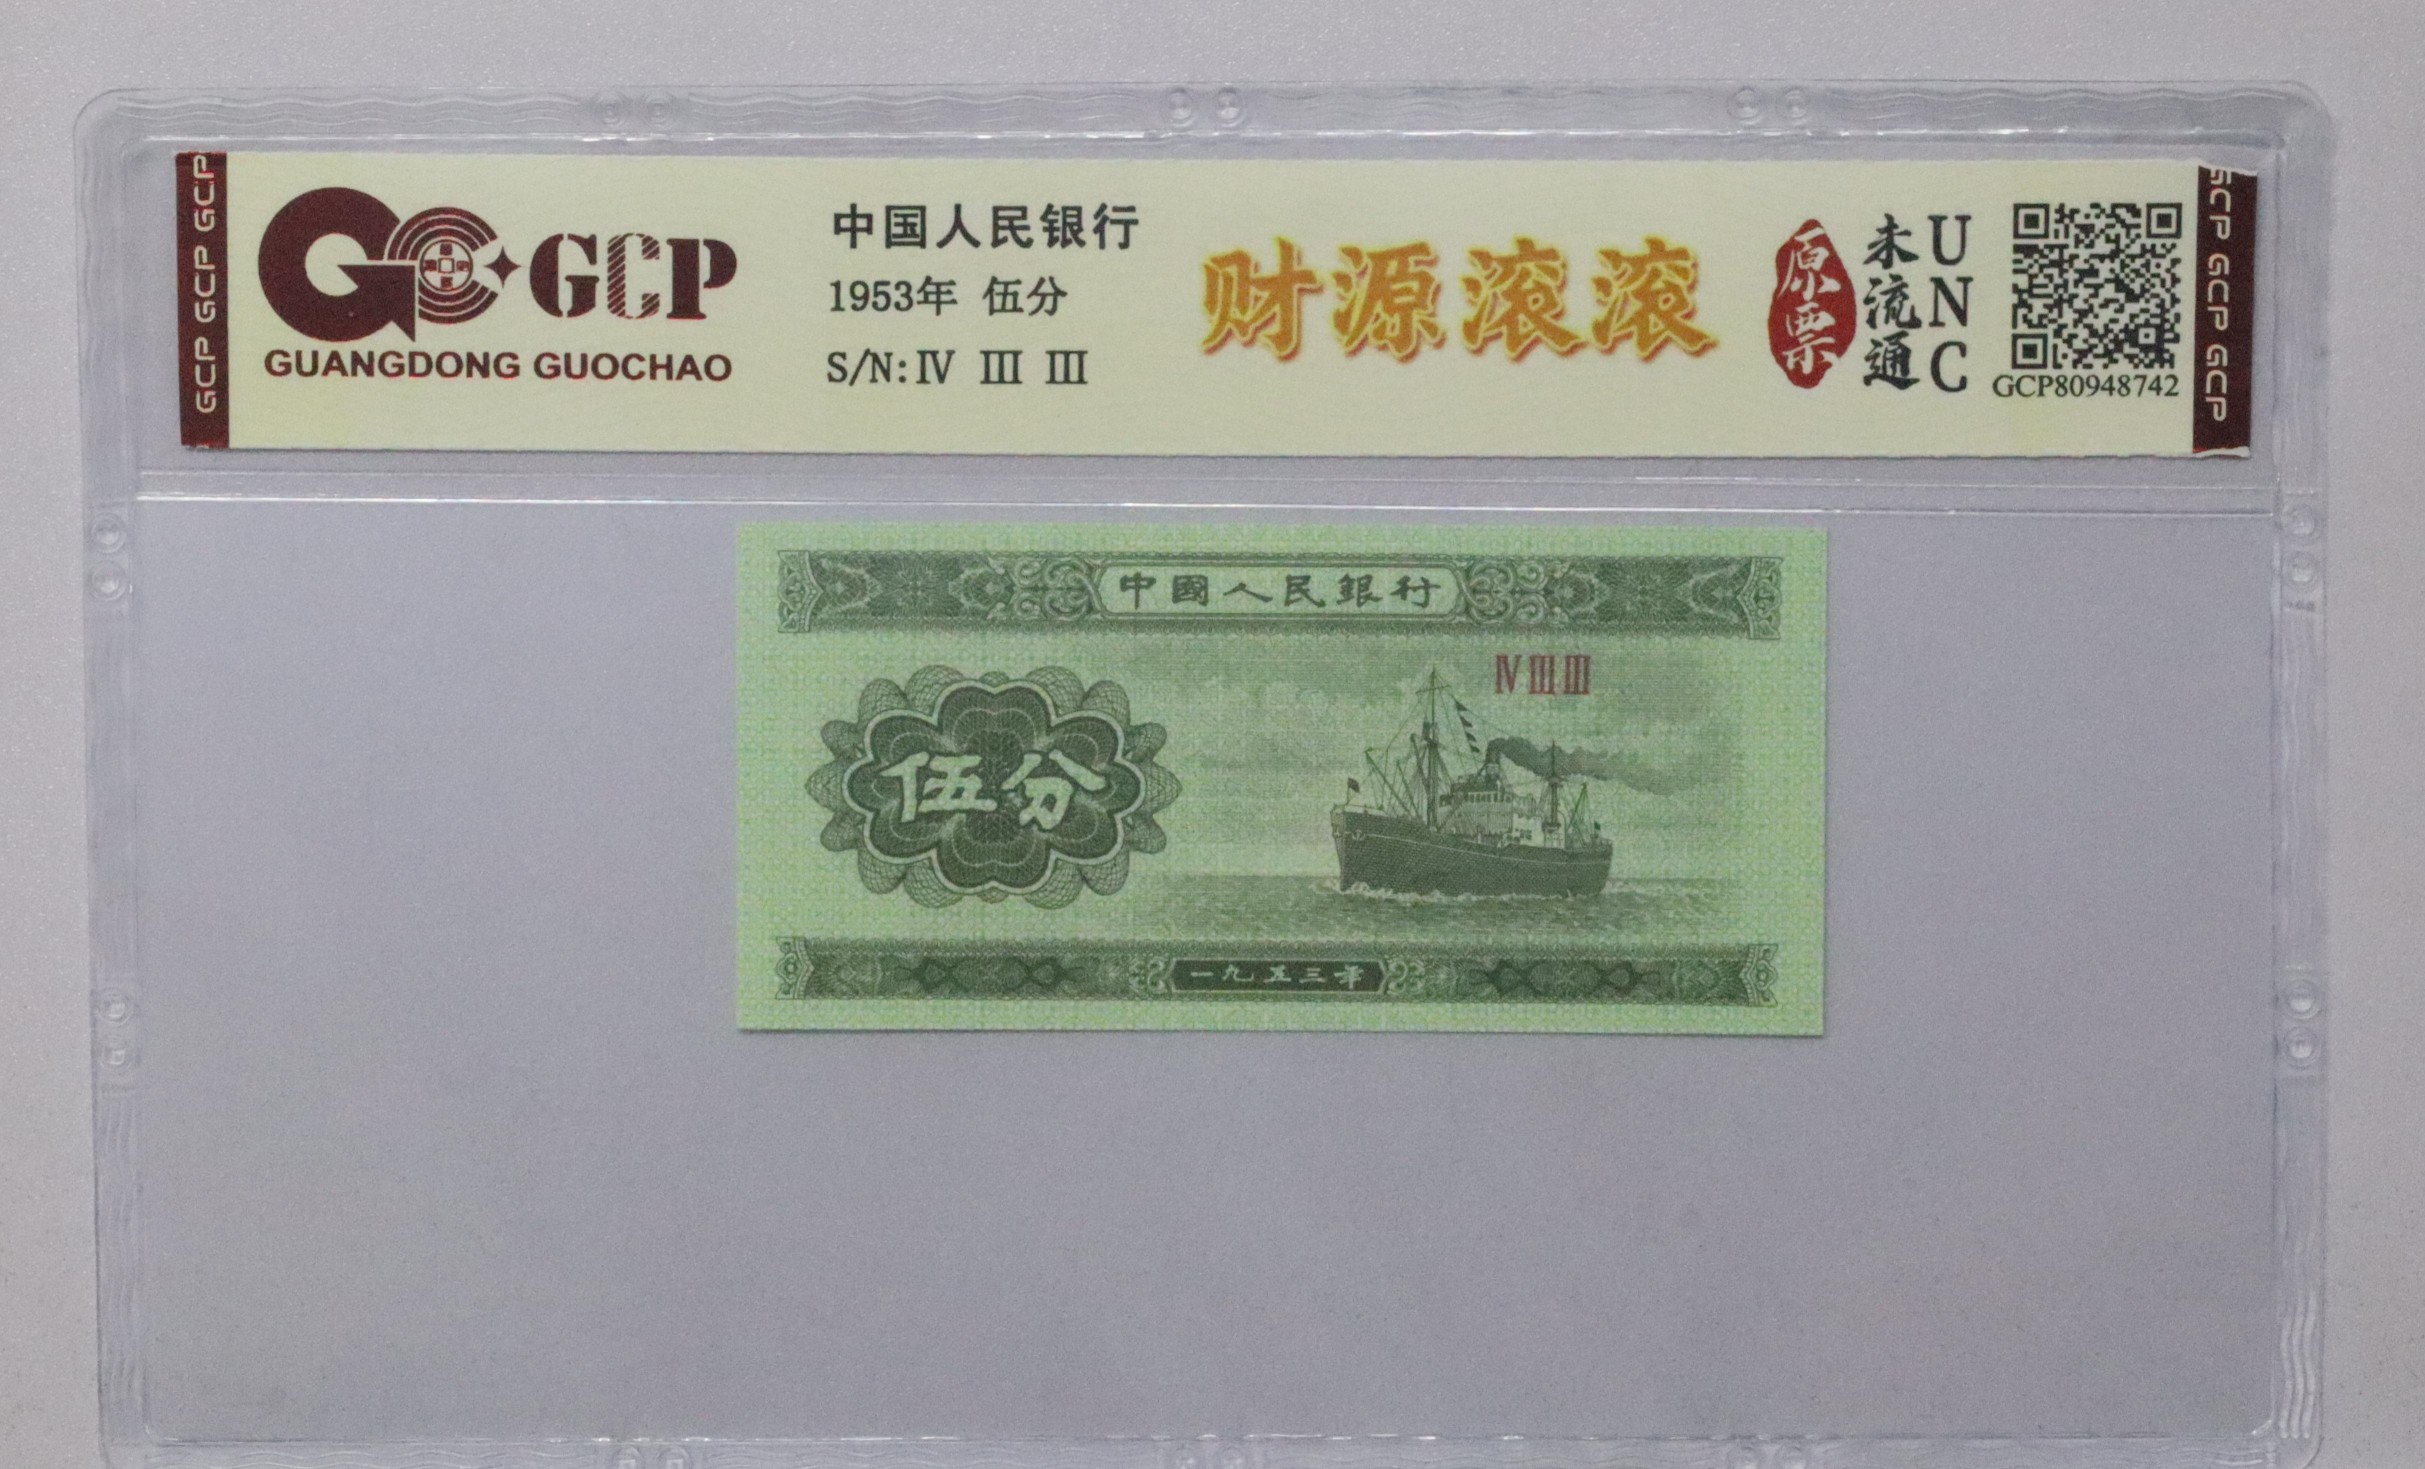 GCP GCP GCP
GCP
GUANGDONG GUOCHAO
中国人民银行
1953年 伍分
S/N: Ⅳ Ⅲ Ⅲ
财源滚滚
原票
未流通
UNC
GCP80948742
GCP GCP GCP
中國人民銀行
ⅣⅢⅢ
伍分
一九五三年